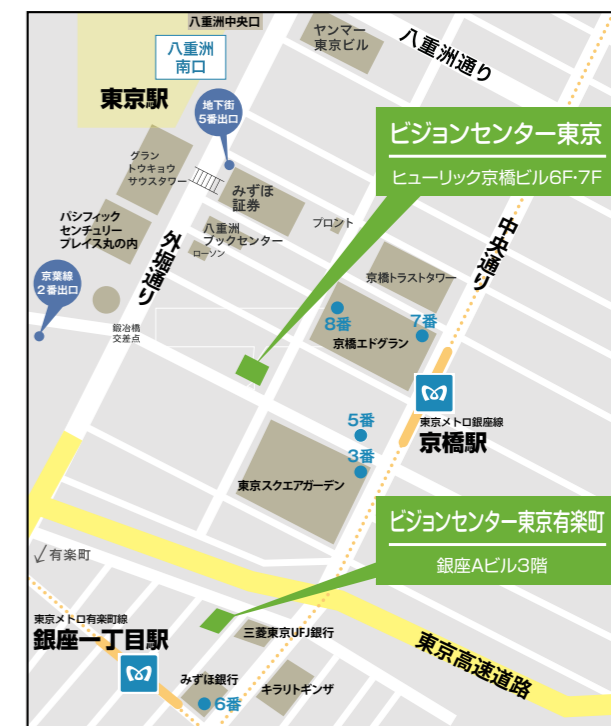 八重洲中央口
ヤンマー
東京ビル
八重洲通り
八重洲
南口
東京駅
地下街
5番出口
ビジョンセンター東京
ヒューリック京橋ビル6F·7F
グラン
トウキョウ
サウスタワー
みずほ
証券
パシフィック
センチュリー
プレイス丸の内
八重洲
ブックセンター
ローソン
プロント
外堀通り
中央通り
京葉線
2番出口
京橋トラストタワー
鍛冶橋
交差点
8番
7番
京橋エドグラン
東京メトロ銀座線
京橋駅
5番
3番
東京スクエアガーデン
ビジョンセンター東京有楽町
銀座Aビル3階
有楽町
東京メトロ有楽町線
銀座一丁目駅
三菱東京UFJ銀行
東京高速道路
みずほ銀行
キラリトギンザ
6番